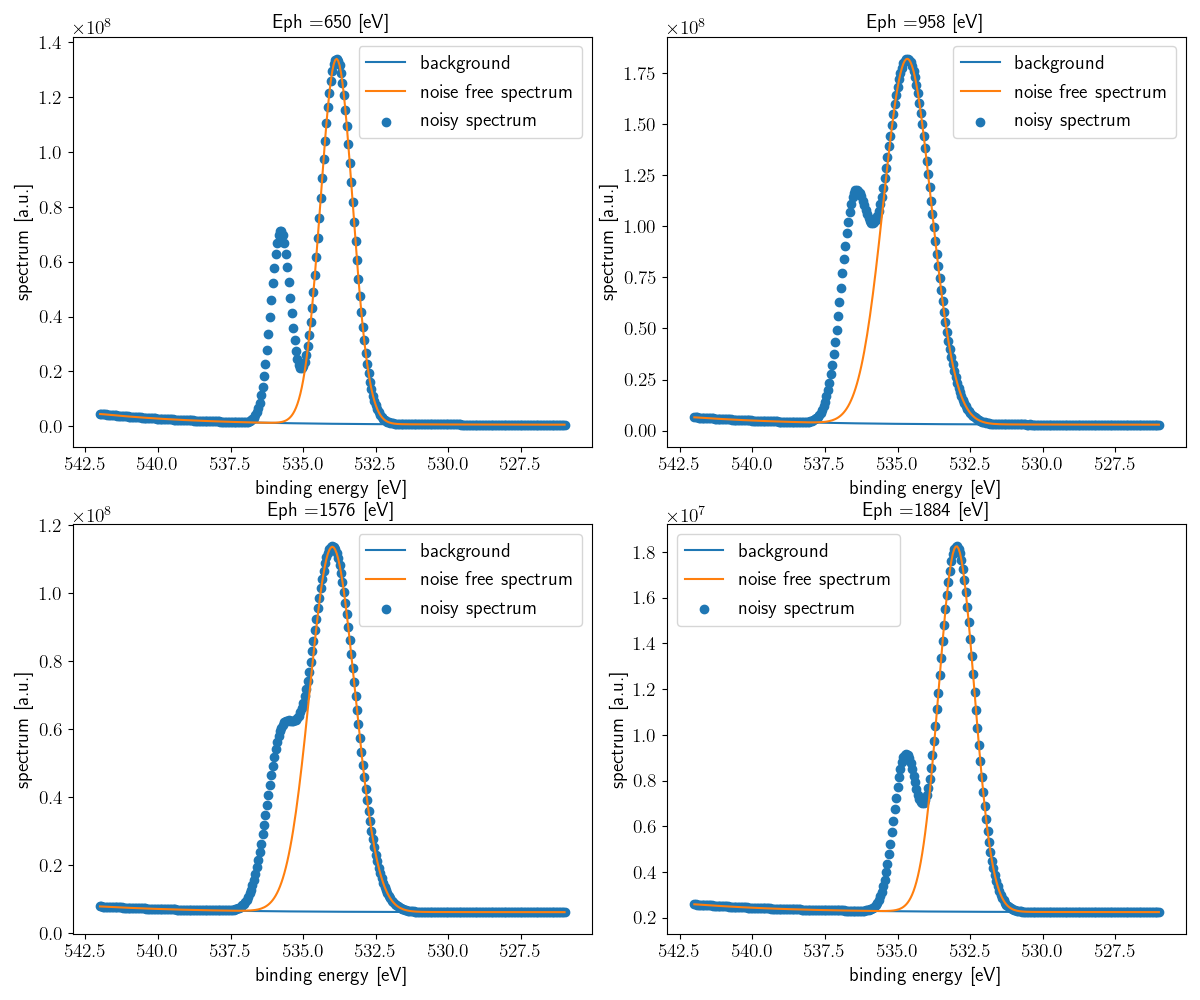 Eph =650 [eV]
×10⁸
1.4
1.2
1.0
0.8
0.6
0.4
0.2
0.0
spectrum [a.u.]
background
noise free spectrum
noisy spectrum
542.5 540.0 537.5 535.0 532.5 530.0 527.5
binding energy [eV]
Eph =958 [eV]
×10⁸
1.75
1.50
1.25
1.00
0.75
0.50
0.25
0.00
spectrum [a.u.]
background
noise free spectrum
noisy spectrum
542.5 540.0 537.5 535.0 532.5 530.0 527.5
binding energy [eV]
Eph =1576 [eV]
×10⁸
1.2
1.0
0.8
0.6
0.4
0.2
0.0
spectrum [a.u.]
background
noise free spectrum
noisy spectrum
542.5 540.0 537.5 535.0 532.5 530.0 527.5
binding energy [eV]
Eph =1884 [eV]
×10⁷
1.8
1.6
1.4
1.2
1.0
0.8
0.6
0.4
0.2
spectrum [a.u.]
background
noise free spectrum
noisy spectrum
542.5 540.0 537.5 535.0 532.5 530.0 527.5
binding energy [eV]